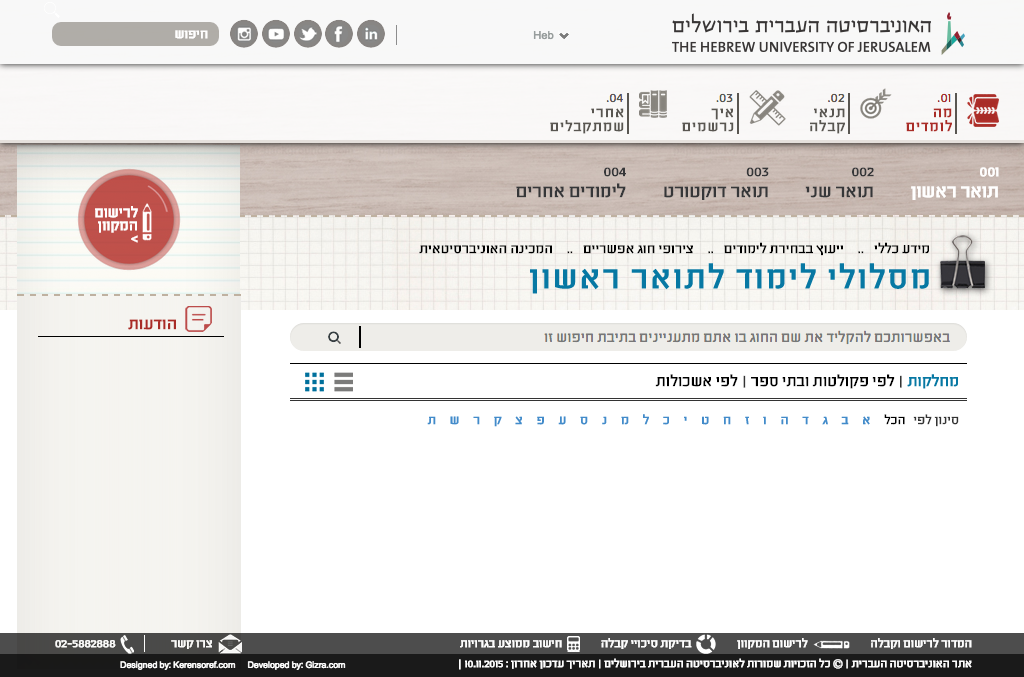 האוניברסיטה העברית בירושלים
THE HEBREW UNIVERSITY OF JERUSALEM
Heb
חיפוש
01.
מה
לומדים
02.
תנאי
קבלה
03.
איך
נרשמים
04.
אחרי
שמתקבלים
001
תואר ראשון
002
תואר שני
003
תואר דוקטורט
004
לימודים אחרים
לרישום
המקוון
>
מידע כללי .. ייעוץ בבחירת לימודים .. צירופי חוג אפשריים .. המכינה האוניברסיטאית
מסלולי לימוד לתואר ראשון
הודעות
באפשרותכם להקליד את שם החוג בו אתם מתעניינים בתיבת חיפוש זו
מחלקות | לפי פקולטות ובתי ספר | לפי אשכולות
סינון לפי הכל א ב ג ד ה ו ז ח ט י כ ל מ נ ס ע פ צ ק ר ש ת
המדור לרישום וקבלה לרישום המקוון בדיקת סיכויי קבלה חישוב ממוצע בגרויות צרו קשר 02-5882888
אתר האוניברסיטה העברית | © כל הזכויות שמורות לאוניברסיטה העברית בירושלים | תאריך עדכון אחרון : 10.11.2015 |
Designed by: Kerensoref.com Developed by: Gizra.com